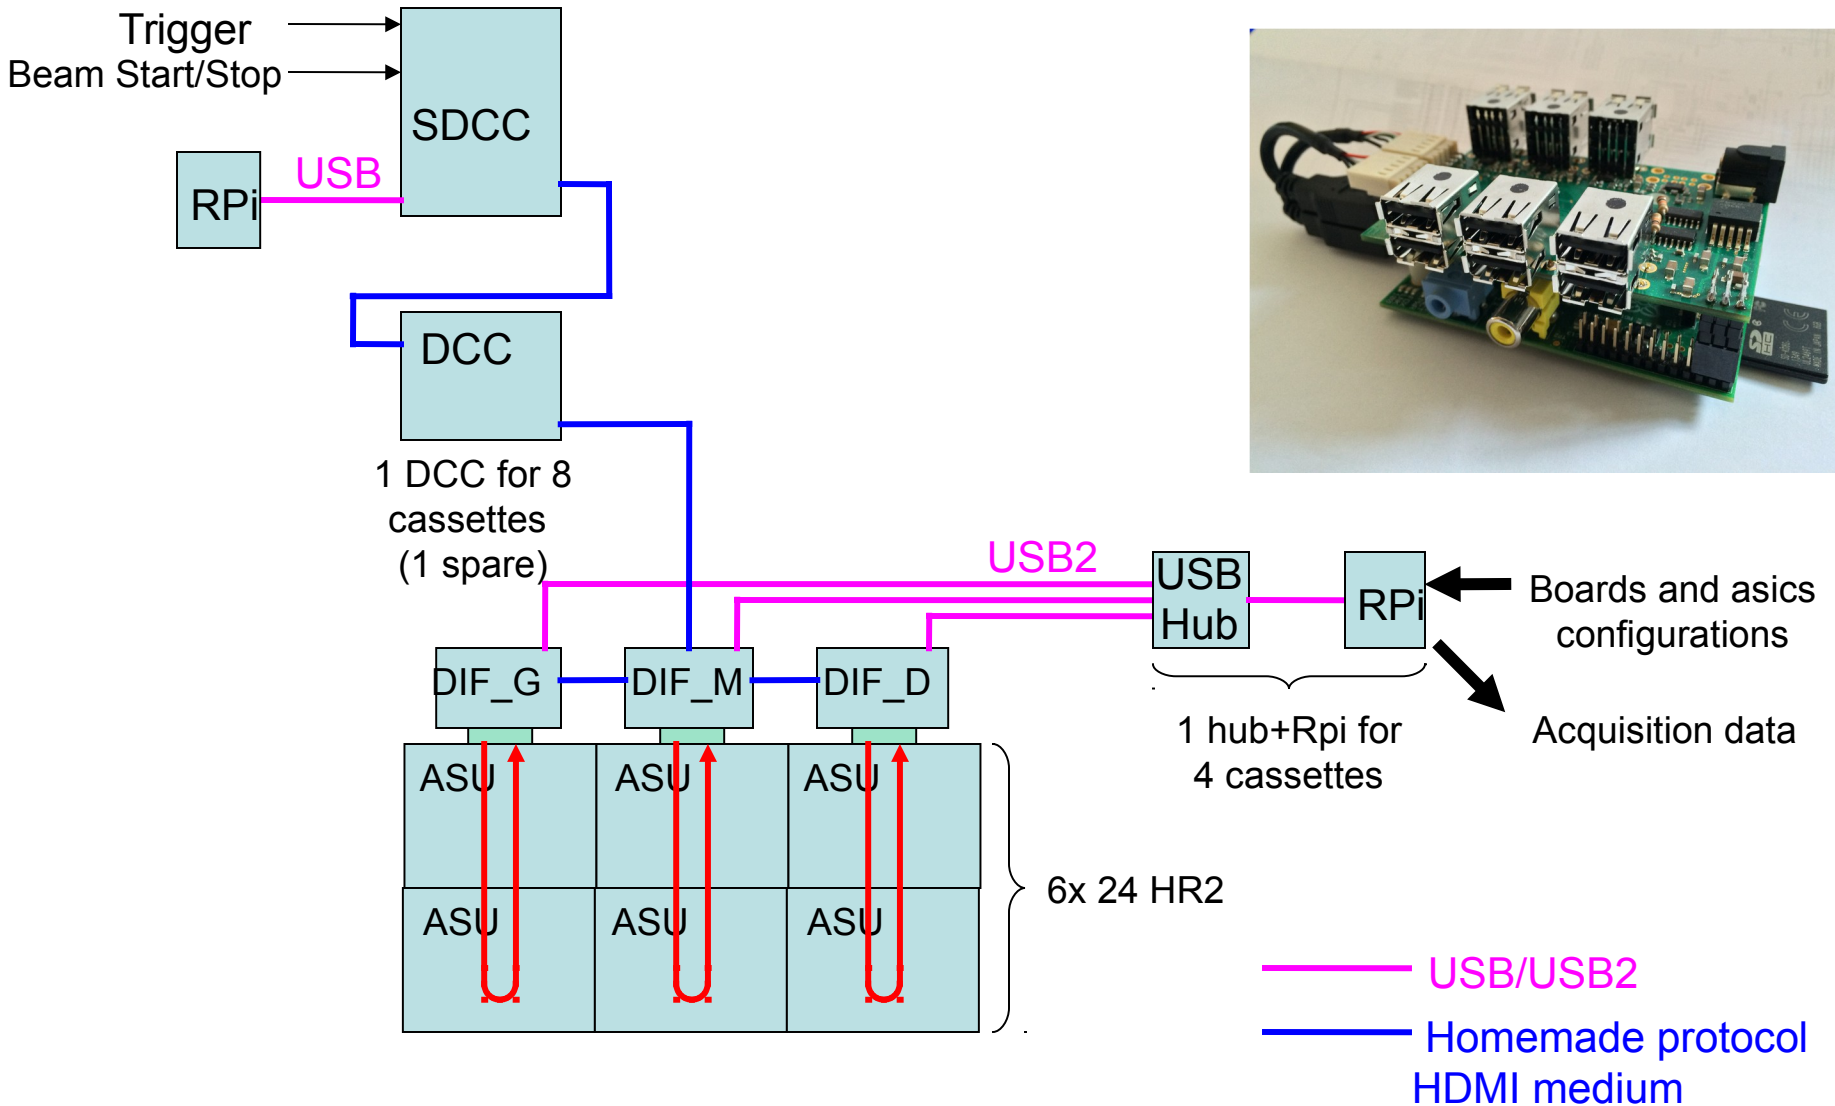 Trigger
Beam Start/Stop
SDCC
RPi
USB
DCC
1 DCC for 8
cassettes
(1 spare)
USB2
USB
Hub
RPi
Boards and asics
configurations
DIF_G
DIF_M
DIF_D
1 hub+Rpi for
4 cassettes
Acquisition data
ASU
ASU
ASU
ASU
ASU
ASU
6x 24 HR2
USB/USB2
Homemade protocol
HDMI medium